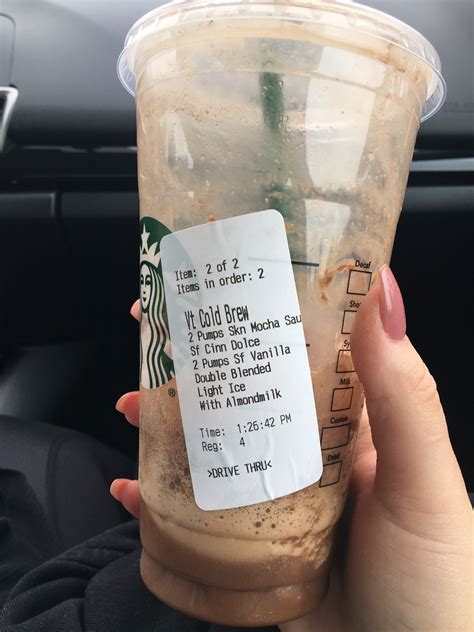 Item: 2 of 2
Items in order: 2
Vt Cold Brew
2 Pumps Skn Mocha Sau
Sf Cinn Dolce
2 Pumps Sf Vanilla
Double Blended
Light Ice
With Almondmilk
Time: 1:26:42 PM
Reg: 4
>DRIVE THRU<
Decaf
Sho
Sy
Milk
Custom
Drink
®